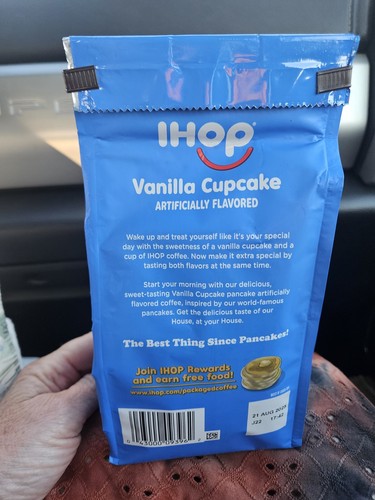 IHOP®
Vanilla Cupcake
ARTIFICIALLY FLAVORED
Wake up and treat yourself like it's your special
day with the sweetness of a vanilla cupcake and a
cup of IHOP coffee. Now make it extra special by
tasting both flavors at the same time.
Start your morning with our delicious,
sweet-tasting Vanilla Cupcake pancake artificially
flavored coffee, inspired by our world-famous
pancakes. Get the delicious taste of our
House, at your House.
The Best Thing Since Pancakes!
Join IHOP Rewards
and earn free food!
www.ihop.com/packagedcoffee
43000 09396